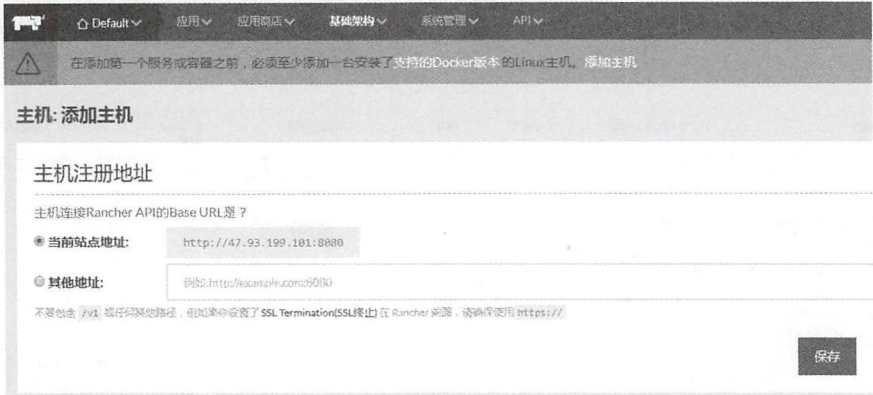 Default 应用 应用商店 基础架构 系统管理 API
在添加第一个服务或容器之前，必须至少添加一台安装了支持的Docker版本 的Linux主机。添加主机
主机: 添加主机
主机注册地址
主机连接Rancher API的Base URL是？
当前站点地址: http://47.93.199.101:8080
其他地址: 例如:http://example.com:8080
不要包含 /v1 或任何其他路径，但如果你设置了SSL Termination(SSL终止) 在 Rancher 前端，请确保使用 https://
保存